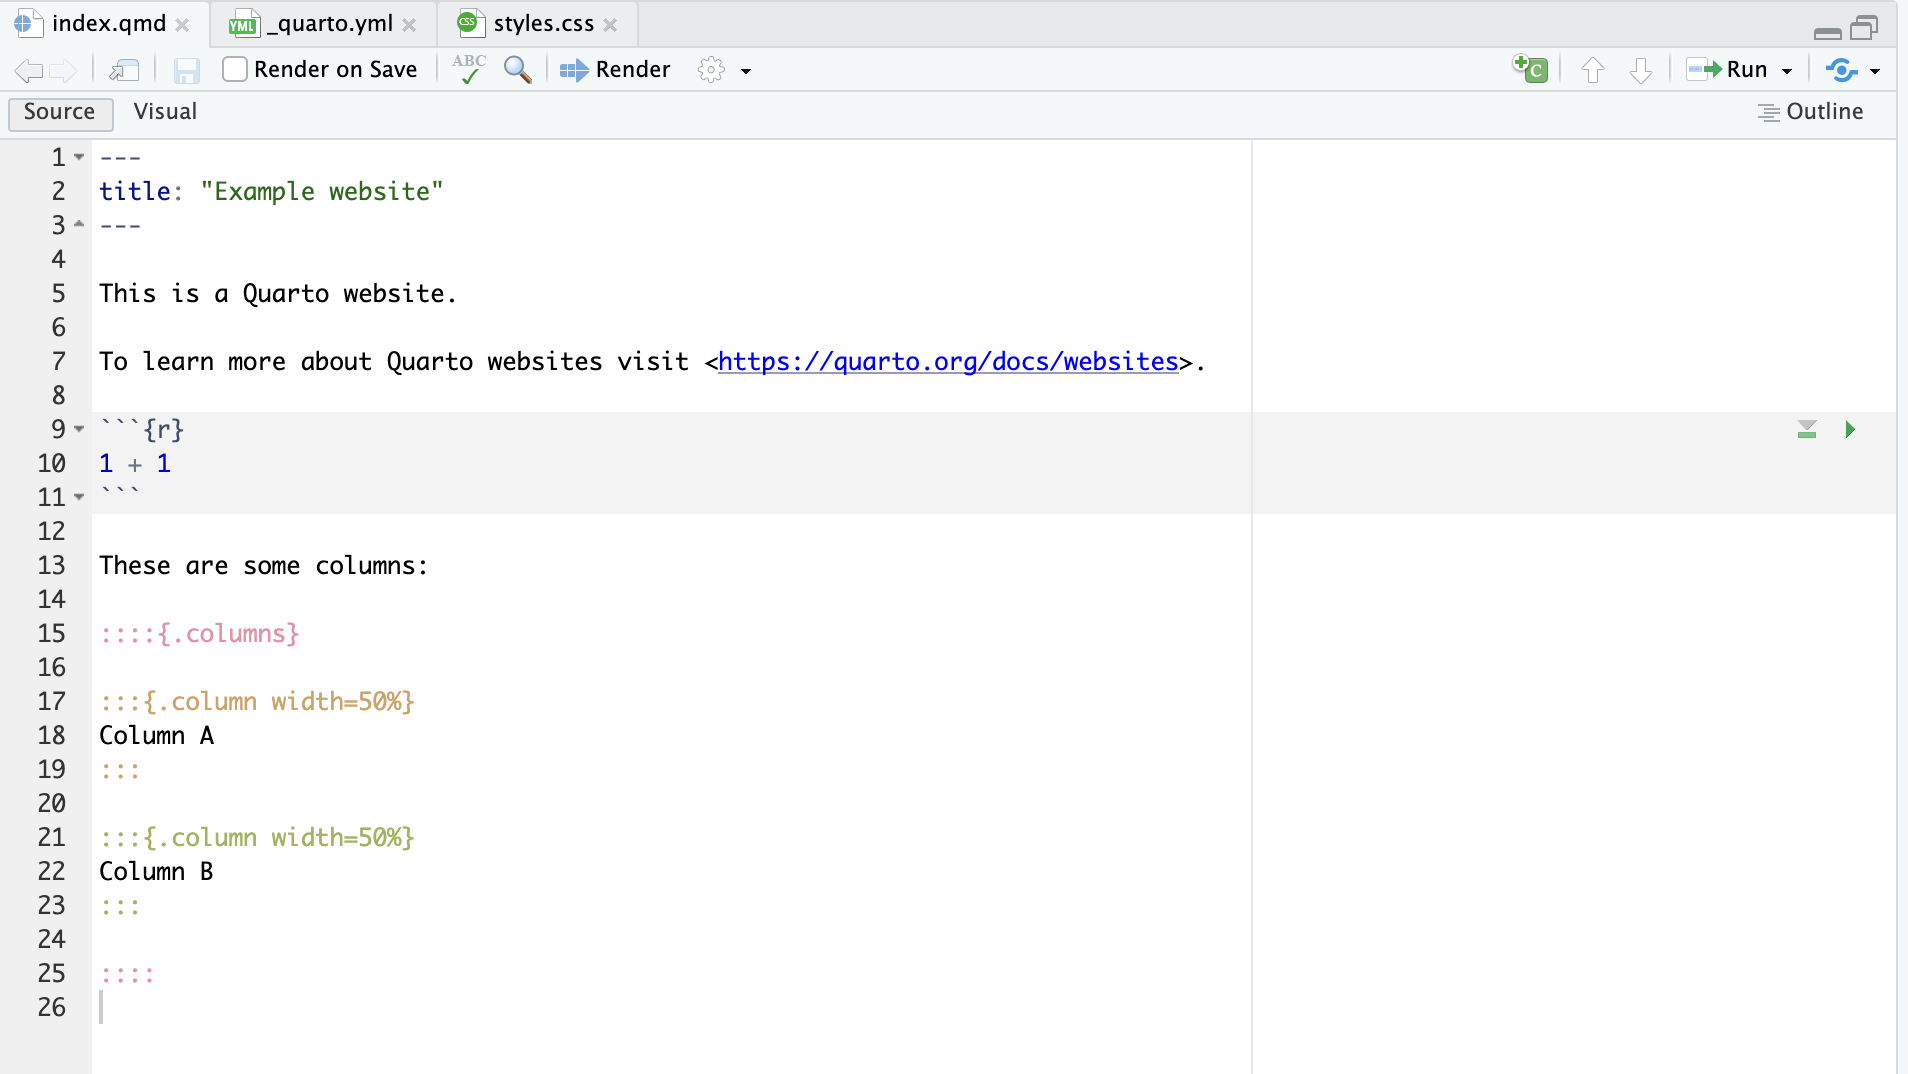 index.qmd _quarto.yml styles.css
Render on Save ABC Render Run
Source Visual Outline
1 ---
2 title: "Example website"
3 ---
4
5 This is a Quarto website.
6
7 To learn more about Quarto websites visit <https://quarto.org/docs/websites>.
8
9 ```{r}
10 1 + 1
11 ```
12
13 These are some columns:
14
15 ::::{.columns}
16
17 :::{.column width=50%}
18 Column A
19 :::
20
21 :::{.column width=50%}
22 Column B
23 :::
24
25 ::::
26